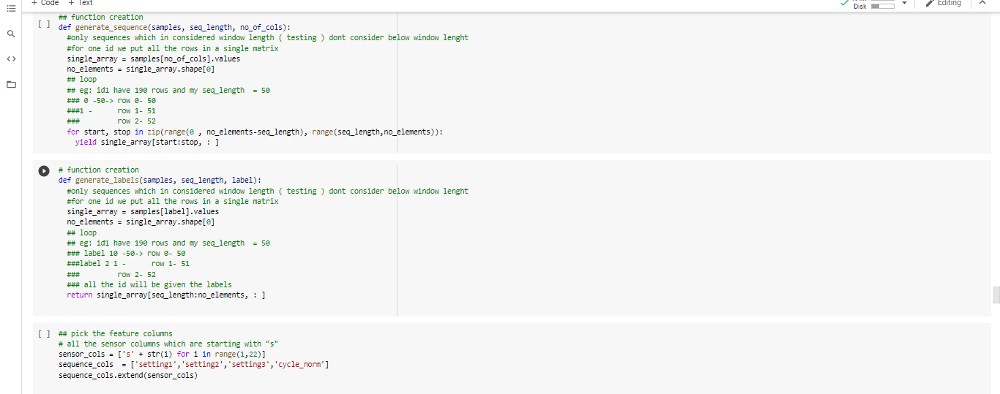 + Code + Text
Disk
Editing
## function creation
[ ] def generate_sequence(samples, seq_length, no_of_cols):
#only sequences which in considered window length ( testing ) dont consider below window lenght
#for one id we put all the rows in a single matrix
single_array = samples[no_of_cols].values
no_elements = single_array.shape[0]
## loop
## eg: id1 have 190 rows and my seq_length  = 50
### 0 -50-> row 0- 50
###1 -      row 1- 51
###         row 2- 52
for start, stop in zip(range(0 , no_elements-seq_length), range(seq_length,no_elements)):
yield single_array[start:stop, : ]
# function creation
def generate_labels(samples, seq_length, label):
#only sequences which in considered window length ( testing ) dont consider below window lenght
#for one id we put all the rows in a single matrix
single_array = samples[label].values
no_elements = single_array.shape[0]
## loop
## eg: id1 have 190 rows and my seq_length  = 50
### label 10 -50-> row 0- 50
###label 2 1 -      row 1- 51
###         row 2- 52
### all the id will be given the labels
return single_array[seq_length:no_elements, : ]
[ ] ## pick the feature columns
# all the sensor columns which are starting with "s"
sensor_cols = ['s' + str(i) for i in range(1,22)]
sequence_cols  = ['setting1','setting2','setting3','cycle_norm']
sequence_cols.extend(sensor_cols)